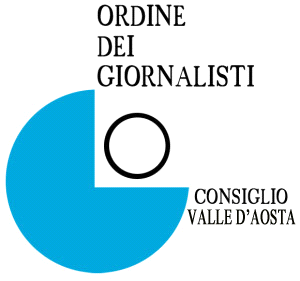 ORDINE
DEI
GIORNALISTI
CONSIGLIO
VALLE D'AOSTA